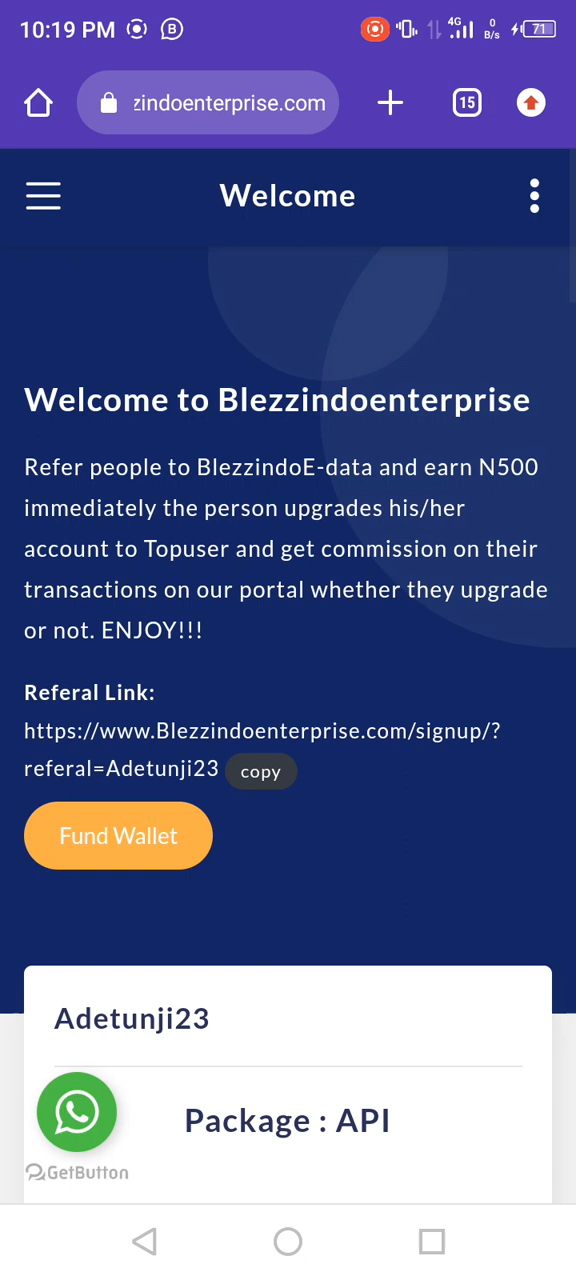 10:19 PM
4G
0
B/s
71
zindoenterprise.com
15
Welcome
Welcome to Blezzindoenterprise
Refer people to BlezzindoE-data and earn N500
immediately the person upgrades his/her
account to Topuser and get commission on their
transactions on our portal whether they upgrade
or not. ENJOY!!!
Referal Link:
https://www.Blezzindoenterprise.com/signup/?
referal=Adetunji23 copy
Fund Wallet
Adetunji23
Package : API
GetButton